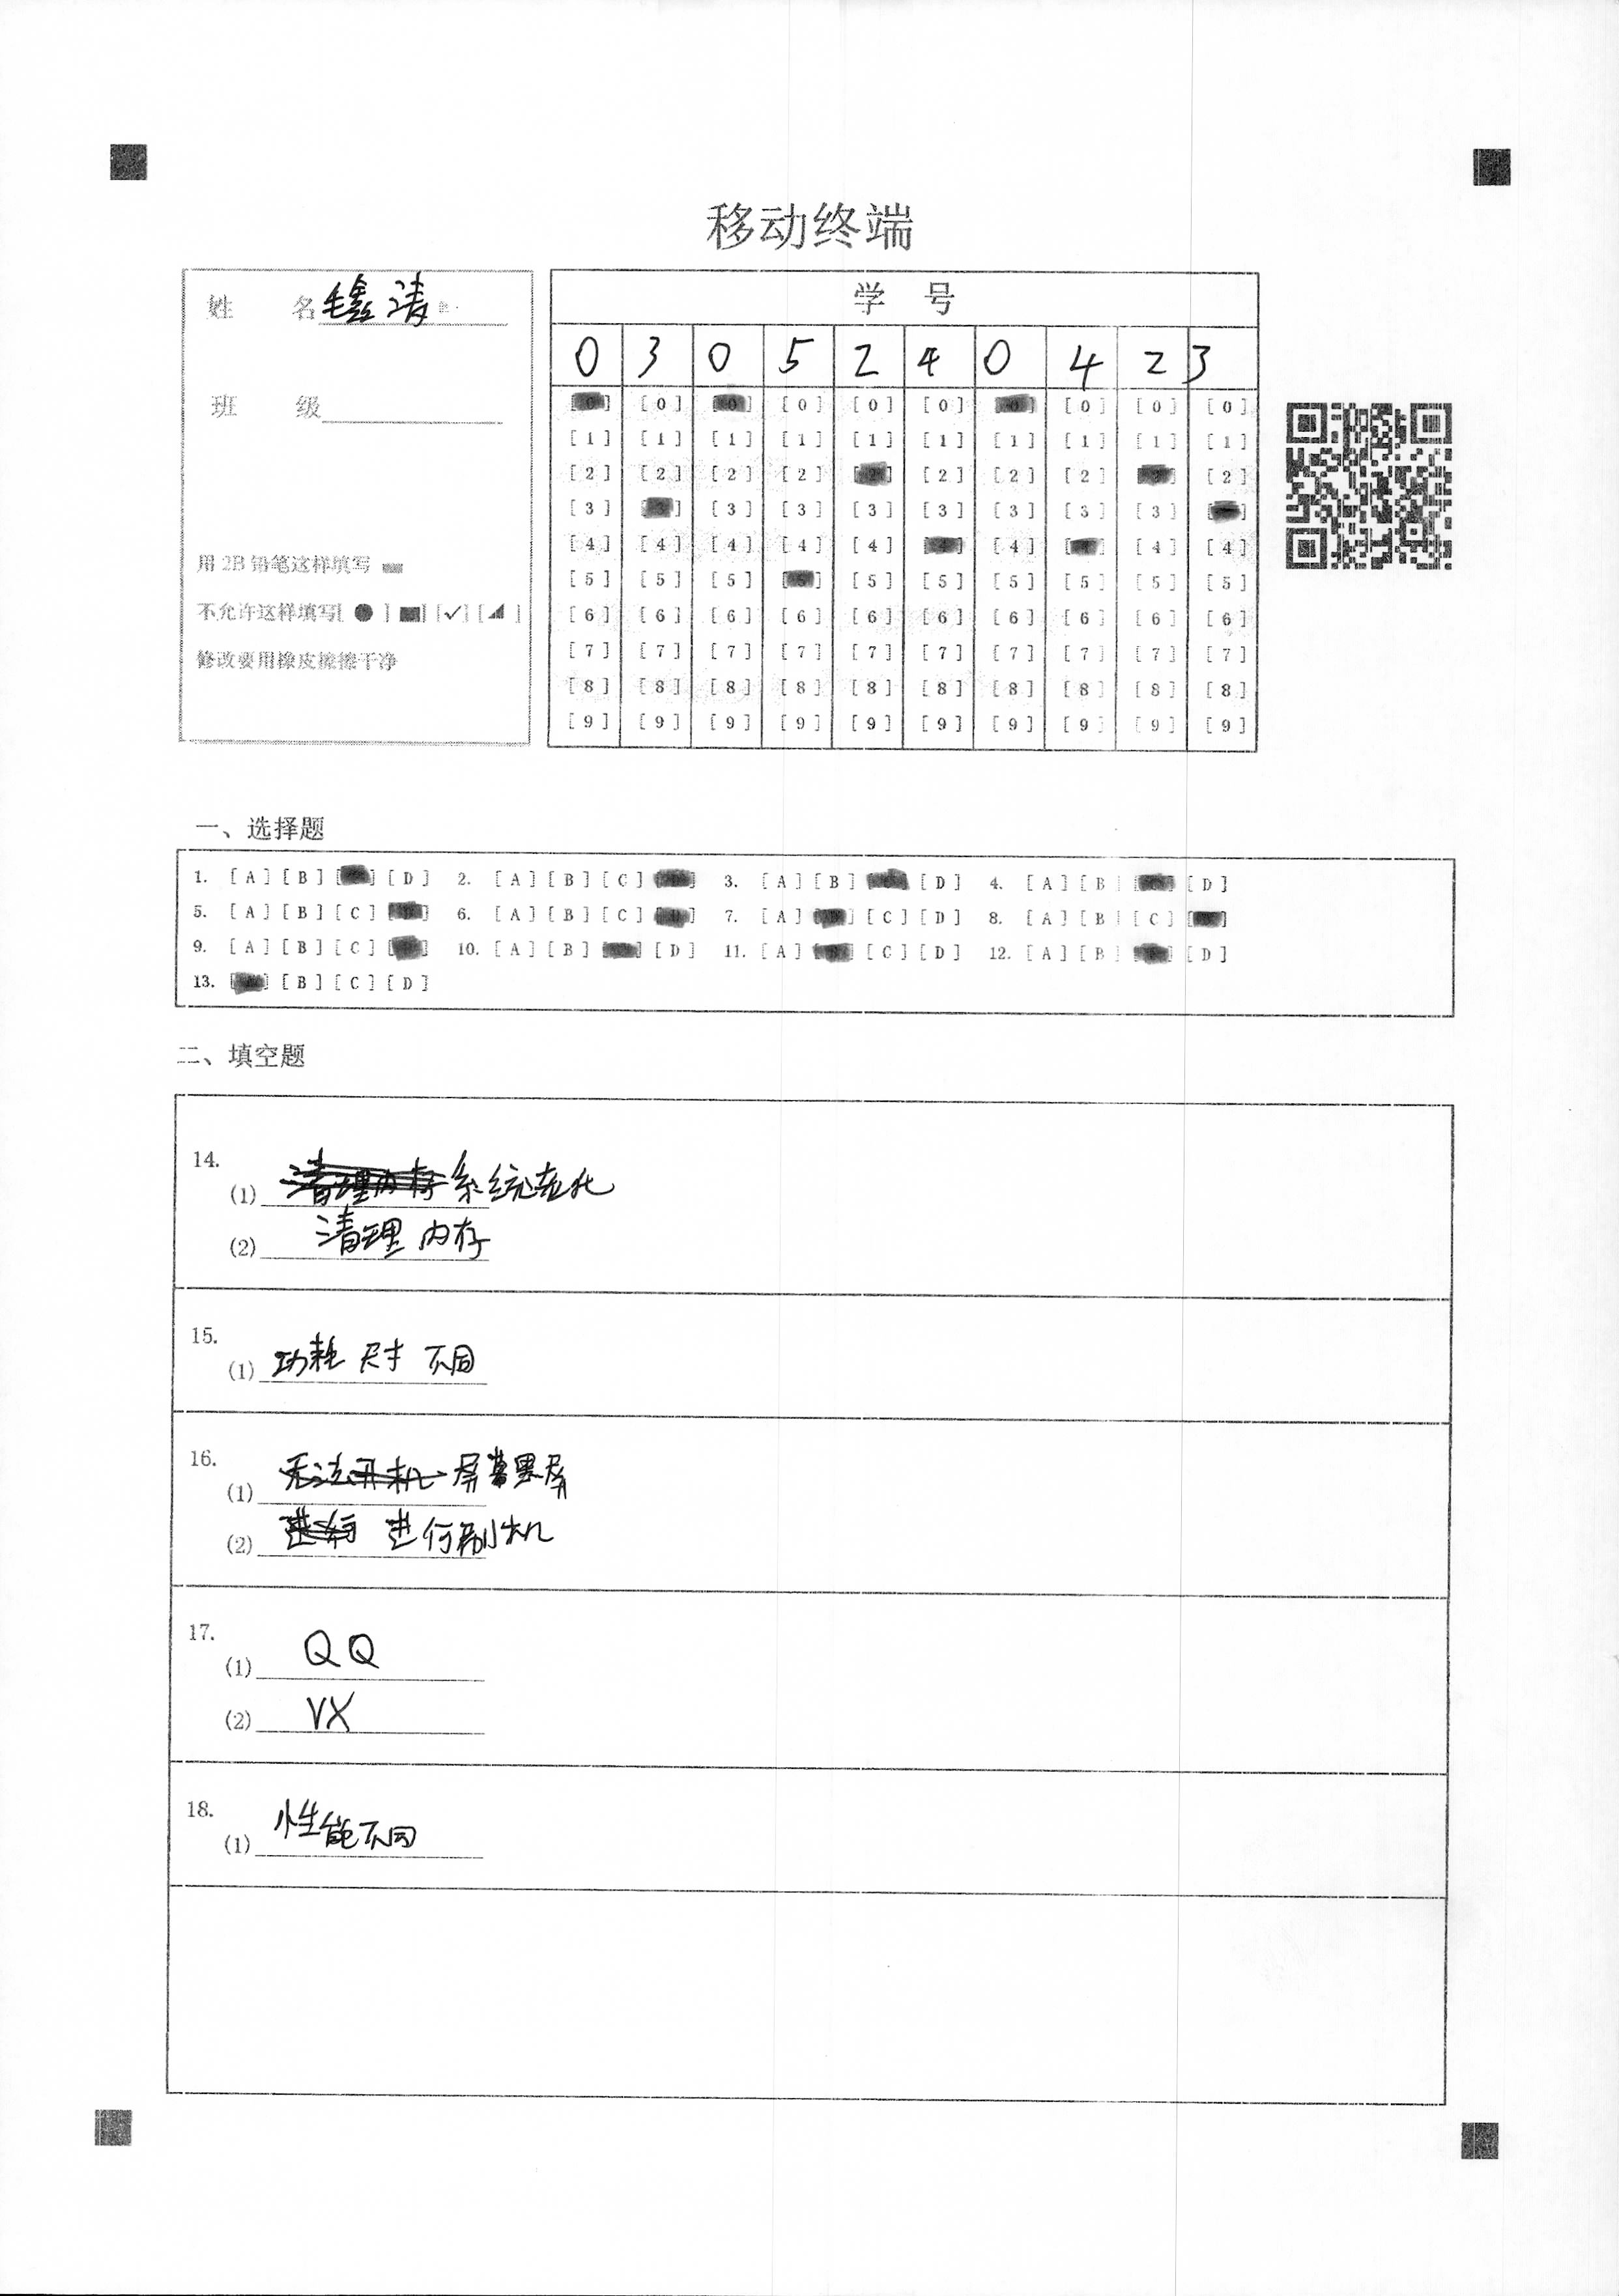 移动终端
姓 名 毛鑫清
班 级
用 2B 铅笔这样填写
不允许这样填写[ ● ] [ ■ ] [ ✓ ] [ ◢ ]
修改要用橡皮擦擦干净
学 号
0 3 0 5 2 4 0 4 2 3
[0] [0] [0] [0] [0] [0] [0] [0] [0] [0]
[1] [1] [1] [1] [1] [1] [1] [1] [1] [1]
[2] [2] [2] [2] [2] [2] [2] [2] [2] [2]
[3] [3] [3] [3] [3] [3] [3] [3] [3] [3]
[4] [4] [4] [4] [4] [4] [4] [4] [4] [4]
[5] [5] [5] [5] [5] [5] [5] [5] [5] [5]
[6] [6] [6] [6] [6] [6] [6] [6] [6] [6]
[7] [7] [7] [7] [7] [7] [7] [7] [7] [7]
[8] [8] [8] [8] [8] [8] [8] [8] [8] [8]
[9] [9] [9] [9] [9] [9] [9] [9] [9] [9]
一、选择题
1. [A] [B] [■] [D] 2. [A] [B] [C] [■] 3. [A] [B] [■] [D] 4. [A] [B] [■] [D]
5. [A] [B] [C] [■] 6. [A] [B] [C] [■] 7. [A] [■] [C] [D] 8. [A] [B] [C] [■]
9. [A] [B] [C] [■] 10. [A] [B] [■] [D] 11. [A] [■] [C] [D] 12. [A] [B] [■] [D]
13. [■] [B] [C] [D]
二、填空题
14.
(1) 清理内存 系统老化
(2) 清理内存
15.
(1) 功耗 尺寸 不同
16.
(1) 无法开机 屏幕黑屏
(2) 进行 进行刷机
17.
(1) QQ
(2) VX
18.
(1) 性能不同